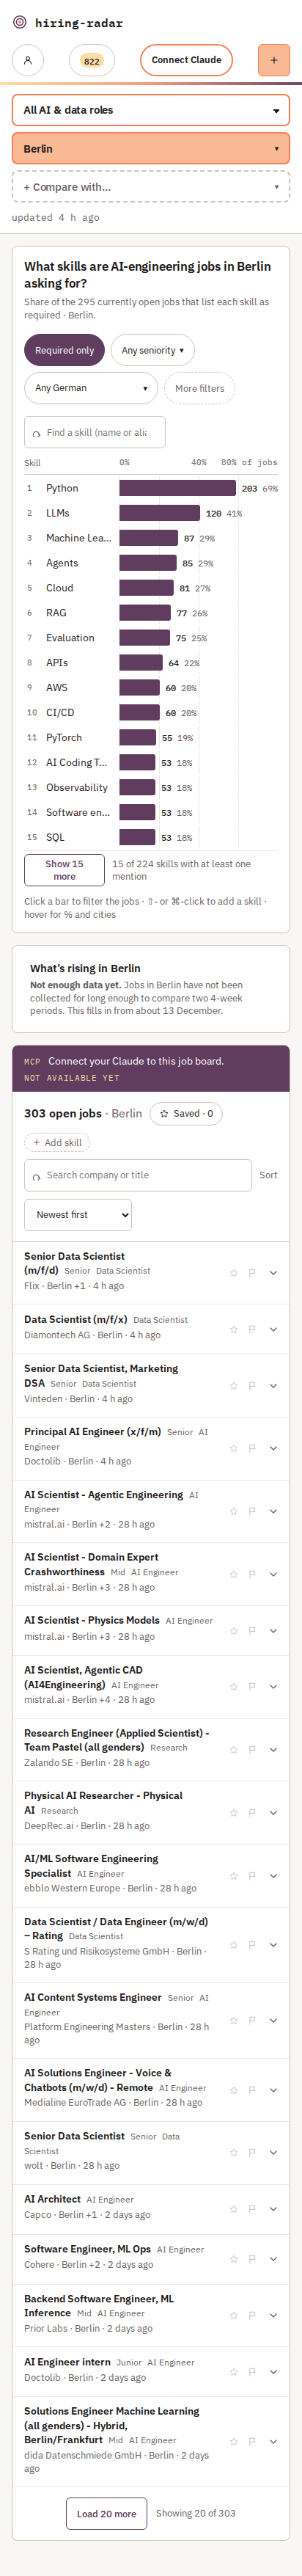 hiring-radar
822
Connect Claude
+
All AI & data roles
Berlin
+ Compare with...
updated 4 h ago
What skills are AI-engineering jobs in Berlin
asking for?
Share of the 295 currently open jobs that list each skill as
required · Berlin.
Required only
Any seniority
Any German
More filters
Find a skill (name or alia
Skill 0% 40% 80% of jobs
1 Python 203 69%
2 LLMs 120 41%
3 Machine Lea... 87 29%
4 Agents 85 29%
5 Cloud 81 27%
6 RAG 77 26%
7 Evaluation 75 25%
8 APIs 64 22%
9 AWS 60 20%
10 CI/CD 60 20%
11 PyTorch 55 19%
12 AI Coding T... 53 18%
13 Observability 53 18%
14 Software en... 53 18%
15 SQL 53 18%
Show 15
more
15 of 224 skills with at least one
mention
Click a bar to filter the jobs · ⇧- or ⌘-click to add a skill ·
hover for % and cities
What's rising in Berlin
Not enough data yet. Jobs in Berlin have not been
collected for long enough to compare two 4-week
periods. This fills in from about 13 December.
MCP Connect your Claude to this job board.
NOT AVAILABLE YET
303 open jobs · Berlin
Saved · 0
+ Add skill
Search company or title
Sort
Newest first
Senior Data Scientist
(m/f/d) Senior Data Scientist
Flix · Berlin +1 · 4 h ago
Data Scientist (m/f/x) Data Scientist
Diamontech AG · Berlin · 4 h ago
Senior Data Scientist, Marketing
DSA Senior Data Scientist
Vinteden · Berlin · 4 h ago
Principal AI Engineer (x/f/m) Senior AI
Engineer
Doctolib · Berlin · 4 h ago
AI Scientist - Agentic Engineering AI
Engineer
mistral.ai · Berlin +2 · 28 h ago
AI Scientist - Domain Expert
Crashworthiness Mid AI Engineer
mistral.ai · Berlin +3 · 28 h ago
AI Scientist - Physics Models AI Engineer
mistral.ai · Berlin +3 · 28 h ago
AI Scientist, Agentic CAD
(AI4Engineering) AI Engineer
mistral.ai · Berlin +4 · 28 h ago
Research Engineer (Applied Scientist) -
Team Pastel (all genders) Research
Zalando SE · Berlin · 28 h ago
Physical AI Researcher - Physical
AI Research
DeepRec.ai · Berlin · 28 h ago
AI/ML Software Engineering
Specialist AI Engineer
ebblo Western Europe · Berlin · 28 h ago
Data Scientist / Data Engineer (m/w/d)
– Rating Data Scientist
S Rating und Risikosysteme GmbH · Berlin ·
28 h ago
AI Content Systems Engineer Senior AI
Engineer
Platform Engineering Masters · Berlin · 28 h
ago
AI Solutions Engineer - Voice &
Chatbots (m/w/d) - Remote AI Engineer
Medialine EuroTrade AG · Berlin · 28 h ago
Senior Data Scientist Senior Data
Scientist
wolt · Berlin · 28 h ago
AI Architect AI Engineer
Capco · Berlin +1 · 2 days ago
Software Engineer, ML Ops AI Engineer
Cohere · Berlin +2 · 2 days ago
Backend Software Engineer, ML
Inference Mid AI Engineer
Prior Labs · Berlin · 2 days ago
AI Engineer intern Junior AI Engineer
Doctolib · Berlin · 2 days ago
Solutions Engineer Machine Learning
(all genders) - Hybrid,
Berlin/Frankfurt Mid AI Engineer
dida Datenschmiede GmbH · Berlin · 2 days
ago
Load 20 more
Showing 20 of 303